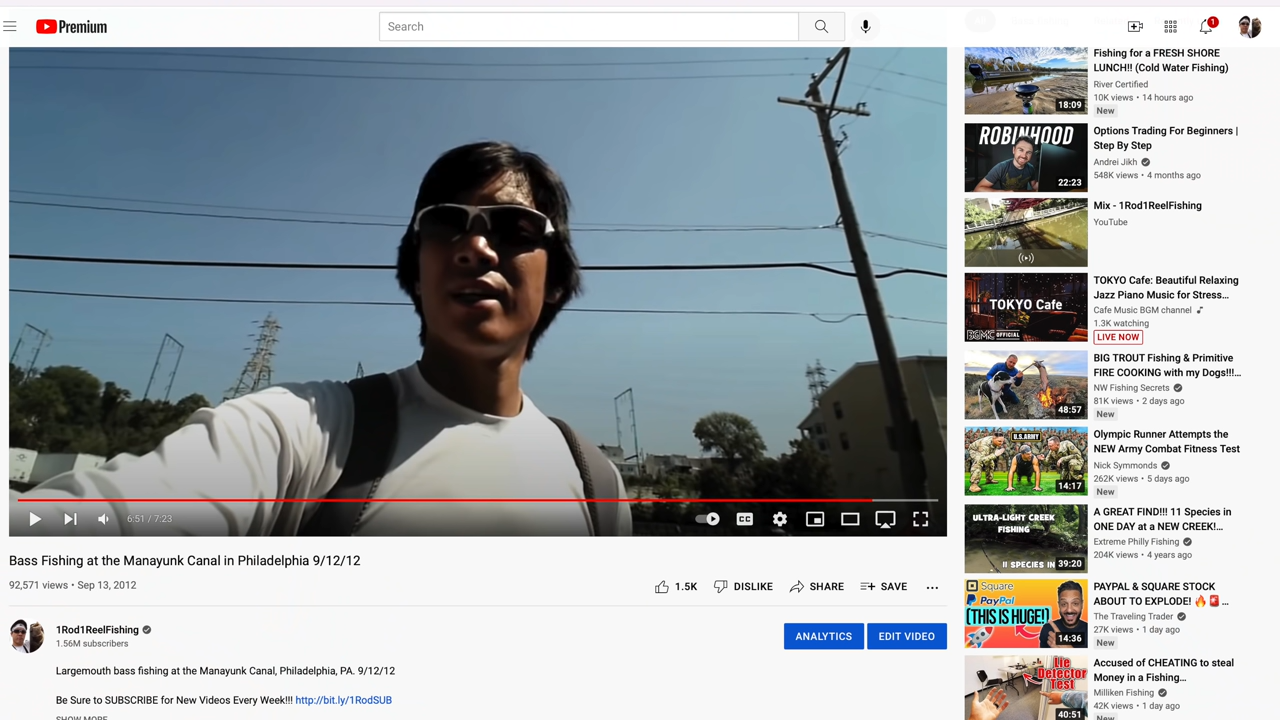 Premium
Search
1
6:51 / 7:23
CC
Bass Fishing at the Manayunk Canal in Philadelphia 9/12/12
92,571 views • Sep 13, 2012
1.5K
DISLIKE
SHARE
SAVE
1Rod1ReelFishing
1.56M subscribers
ANALYTICS
EDIT VIDEO
Largemouth bass fishing at the Manayunk Canal, Philadelphia, PA: 9/12/12
Be Sure to SUBSCRIBE for New Videos Every Week!!! http://bit.ly/1RodSUB
SHOW MORE
18:09
Fishing for a FRESH SHORE
LUNCH!! (Cold Water Fishing)
River Certified
10K views • 14 hours ago
New
ROBINHOOD
22:23
Options Trading For Beginners |
Step By Step
Andrei Jikh
548K views • 4 months ago
Mix - 1Rod1ReelFishing
YouTube
TOKYO Cafe
BGMC OFFICIAL
TOKYO Cafe: Beautiful Relaxing
Jazz Piano Music for Stress...
Cafe Music BGM channel
1.3K watching
LIVE NOW
48:57
BIG TROUT Fishing & Primitive
FIRE COOKING with my Dogs!!!...
NW Fishing Secrets
81K views • 2 days ago
New
U.S. ARMY
14:17
Olympic Runner Attempts the
NEW Army Combat Fitness Test
Nick Symmonds
262K views • 5 days ago
New
ULTRA-LIGHT CREEK
FISHING
11 SPECIES IN
39:20
A GREAT FIND!!! 11 Species in
ONE DAY at a NEW CREEK!...
Extreme Philly Fishing
204K views • 4 years ago
Square
PayPal
(THIS IS HUGE!)
14:36
PAYPAL & SQUARE STOCK
ABOUT TO EXPLODE! 🔥🚨 ...
The Traveling Trader
27K views • 1 day ago
New
Lie
Detector
Test
40:51
Accused of CHEATING to steal
Money in a Fishing...
Milliken Fishing
42K views • 1 day ago
New